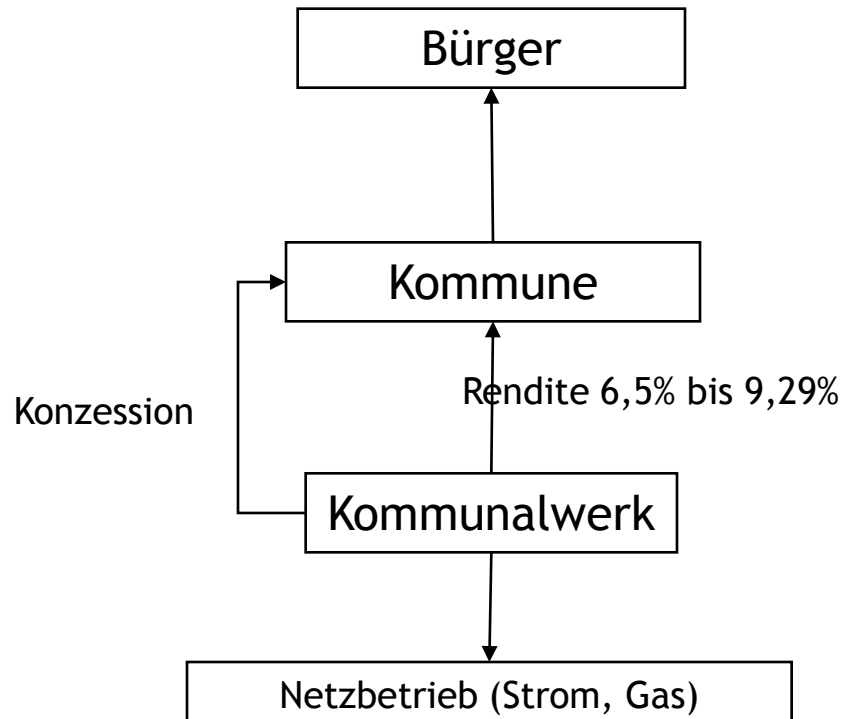 Bürger
Kommune
Rendite 6,5% bis 9,29%
Konzession
Kommunalwerk
Netzbetrieb (Strom, Gas)